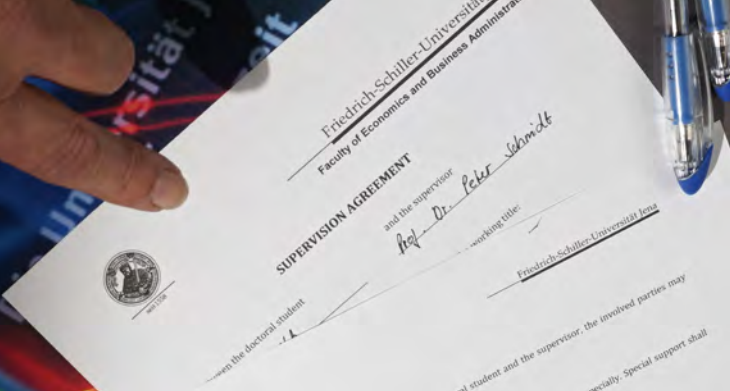 Friedrich-Schiller-Universität
Faculty of Economics and Business Administra
SUPERVISION AGREEMENT
een the doctoral student
and the supervisor
Prof. Dr. Peter Schmidt
working title:
Friedrich-Schiller-Universität Jena
l student and the supervisor, the involved parties may
ecially. Special support shall